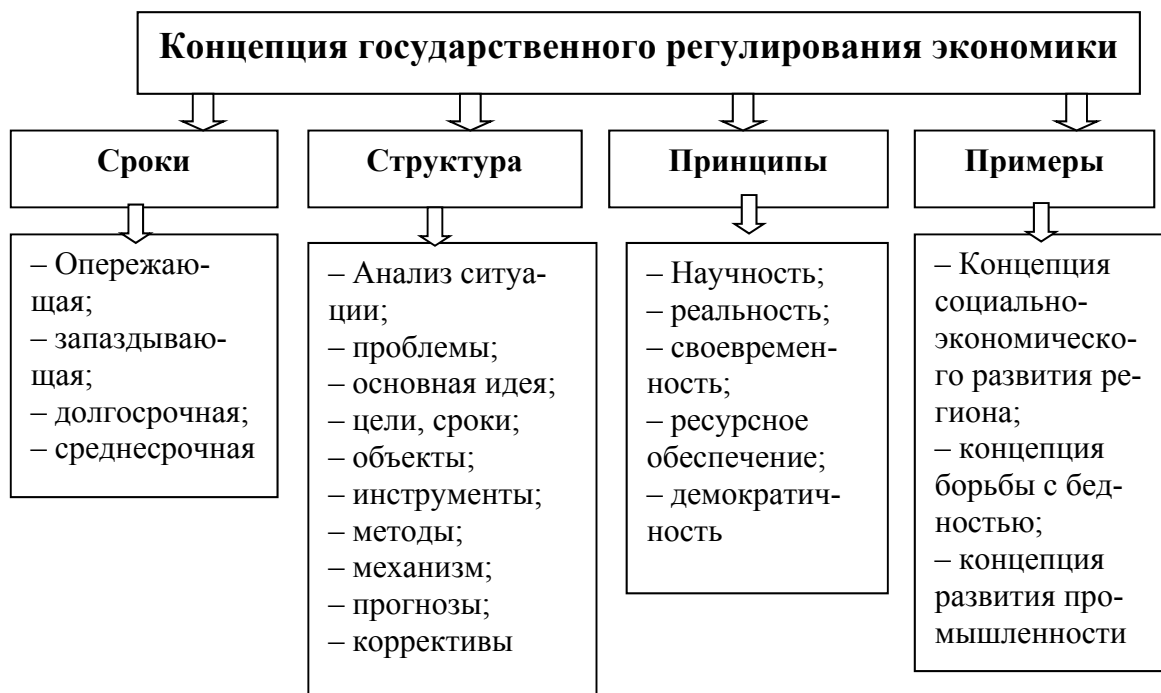 Концепция государственного регулирования экономики
Сроки
– Опережаю-
щая;
– запаздываю-
щая;
– долгосрочная;
– среднесрочная
Структура
– Анализ ситуа-
ции;
– проблемы;
– основная идея;
– цели, сроки;
– объекты;
– инструменты;
– методы;
– механизм;
– прогнозы;
– коррективы
Принципы
– Научность;
– реальность;
– своевремен-
ность;
– ресурсное
обеспечение;
– демократич-
ность
Примеры
– Концепция
социально-
экономическо-
го развития ре-
гиона;
– концепция
борьбы с бед-
ностью;
– концепция
развития про-
мышленности